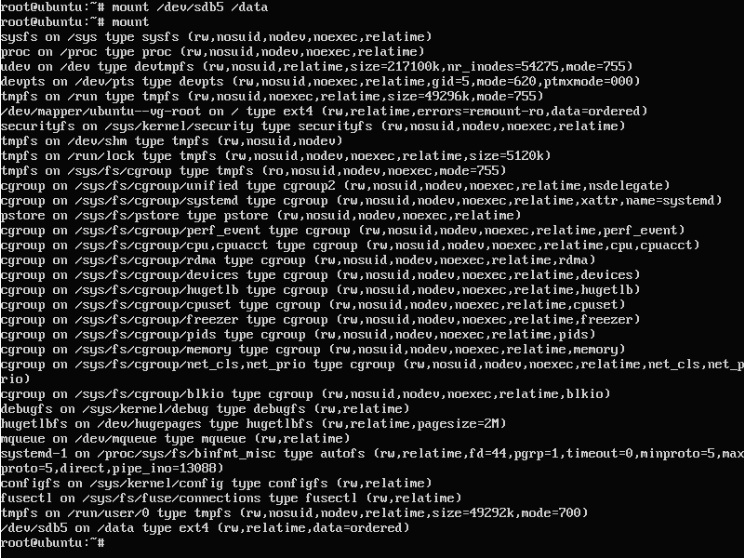 root@ubuntu:~# mount /dev/sdb5 /data
root@ubuntu:~# mount
sysfs on /sys type sysfs (rw,nosuid,nodev,noexec,relatime)
proc on /proc type proc (rw,nosuid,nodev,noexec,relatime)
udev on /dev type devtmpfs (rw,nosuid,relatime,size=217100k,nr_inodes=54275,mode=755)
devpts on /dev/pts type devpts (rw,nosuid,noexec,relatime,gid=5,mode=620,ptmxmode=000)
tmpfs on /run type tmpfs (rw,nosuid,noexec,relatime,size=49296k,mode=755)
/dev/mapper/ubuntu--vg-root on / type ext4 (rw,relatime,errors=remount-ro,data=ordered)
securityfs on /sys/kernel/security type securityfs (rw,nosuid,nodev,noexec,relatime)
tmpfs on /dev/shm type tmpfs (rw,nosuid,nodev)
tmpfs on /run/lock type tmpfs (rw,nosuid,nodev,noexec,relatime,size=5120k)
tmpfs on /sys/fs/cgroup type tmpfs (ro,nosuid,nodev,noexec,mode=755)
cgroup on /sys/fs/cgroup/unified type cgroup2 (rw,nosuid,nodev,noexec,relatime,nsdelegate)
cgroup on /sys/fs/cgroup/systemd type cgroup (rw,nosuid,nodev,noexec,relatime,xattr,name=systemd)
pstore on /sys/fs/pstore type pstore (rw,nosuid,nodev,noexec,relatime)
cgroup on /sys/fs/cgroup/perf_event type cgroup (rw,nosuid,nodev,noexec,relatime,perf_event)
cgroup on /sys/fs/cgroup/cpu,cpuacct type cgroup (rw,nosuid,nodev,noexec,relatime,cpu,cpuacct)
cgroup on /sys/fs/cgroup/rdma type cgroup (rw,nosuid,nodev,noexec,relatime,rdma)
cgroup on /sys/fs/cgroup/devices type cgroup (rw,nosuid,nodev,noexec,relatime,devices)
cgroup on /sys/fs/cgroup/hugetlb type cgroup (rw,nosuid,nodev,noexec,relatime,hugetlb)
cgroup on /sys/fs/cgroup/cpuset type cgroup (rw,nosuid,nodev,noexec,relatime,cpuset)
cgroup on /sys/fs/cgroup/freezer type cgroup (rw,nosuid,nodev,noexec,relatime,freezer)
cgroup on /sys/fs/cgroup/pids type cgroup (rw,nosuid,nodev,noexec,relatime,pids)
cgroup on /sys/fs/cgroup/memory type cgroup (rw,nosuid,nodev,noexec,relatime,memory)
cgroup on /sys/fs/cgroup/net_cls,net_prio type cgroup (rw,nosuid,nodev,noexec,relatime,net_cls,net_p
rio)
cgroup on /sys/fs/cgroup/blkio type cgroup (rw,nosuid,nodev,noexec,relatime,blkio)
debugfs on /sys/kernel/debug type debugfs (rw,relatime)
hugetlbfs on /dev/hugepages type hugetlbfs (rw,relatime,pagesize=2M)
mqueue on /dev/mqueue type mqueue (rw,relatime)
systemd-1 on /proc/sys/fs/binfmt_misc type autofs (rw,relatime,fd=44,pgrp=1,timeout=0,minproto=5,max
proto=5,direct,pipe_ino=13088)
configfs on /sys/kernel/config type configfs (rw,relatime)
fusectl on /sys/fs/fuse/connections type fusectl (rw,relatime)
tmpfs on /run/user/0 type tmpfs (rw,nosuid,nodev,relatime,size=49292k,mode=700)
/dev/sdb5 on /data type ext4 (rw,relatime,data=ordered)
root@ubuntu:~#